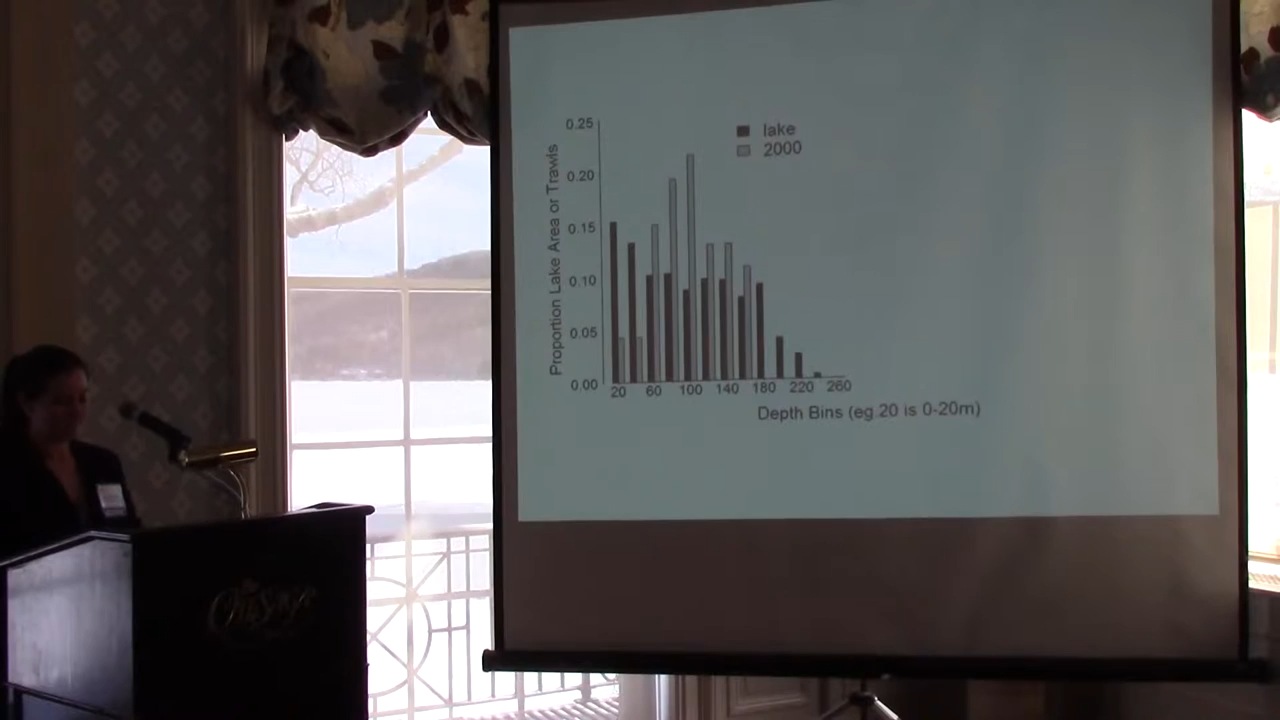 lake
2000
0.25
0.20
0.15
0.10
0.05
0.00
Proportion Lake Area or Trawls
20 60 100 140 180 220 260
Depth Bins (eg.20 is 0-20m)